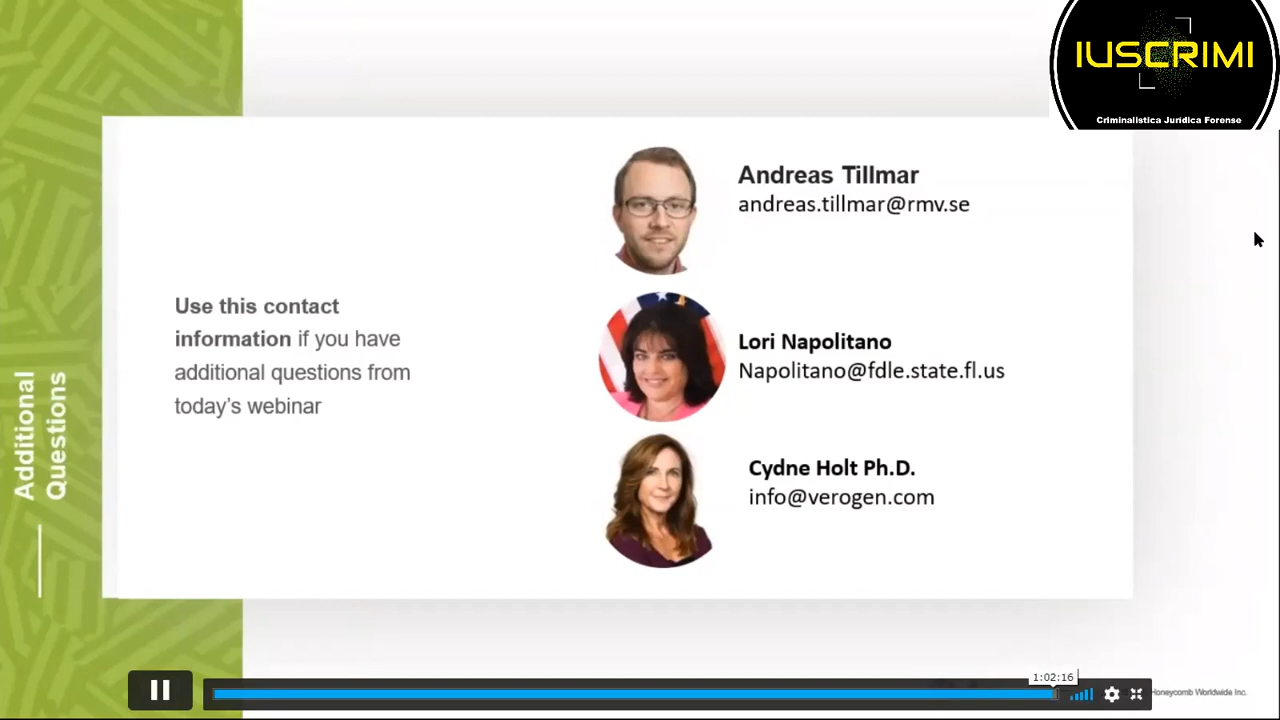 IUSCRIMI
Criminalistica Jurídica Forense
Andreas Tillmar
andreas.tillmar@rmv.se
Use this contact
information if you have
additional questions from
today's webinar
Lori Napolitano
Napolitano@fdle.state.fl.us
Cydne Holt Ph.D.
info@verogen.com
Additional
Questions
1:02:16
Honeycomb Worldwide Inc.